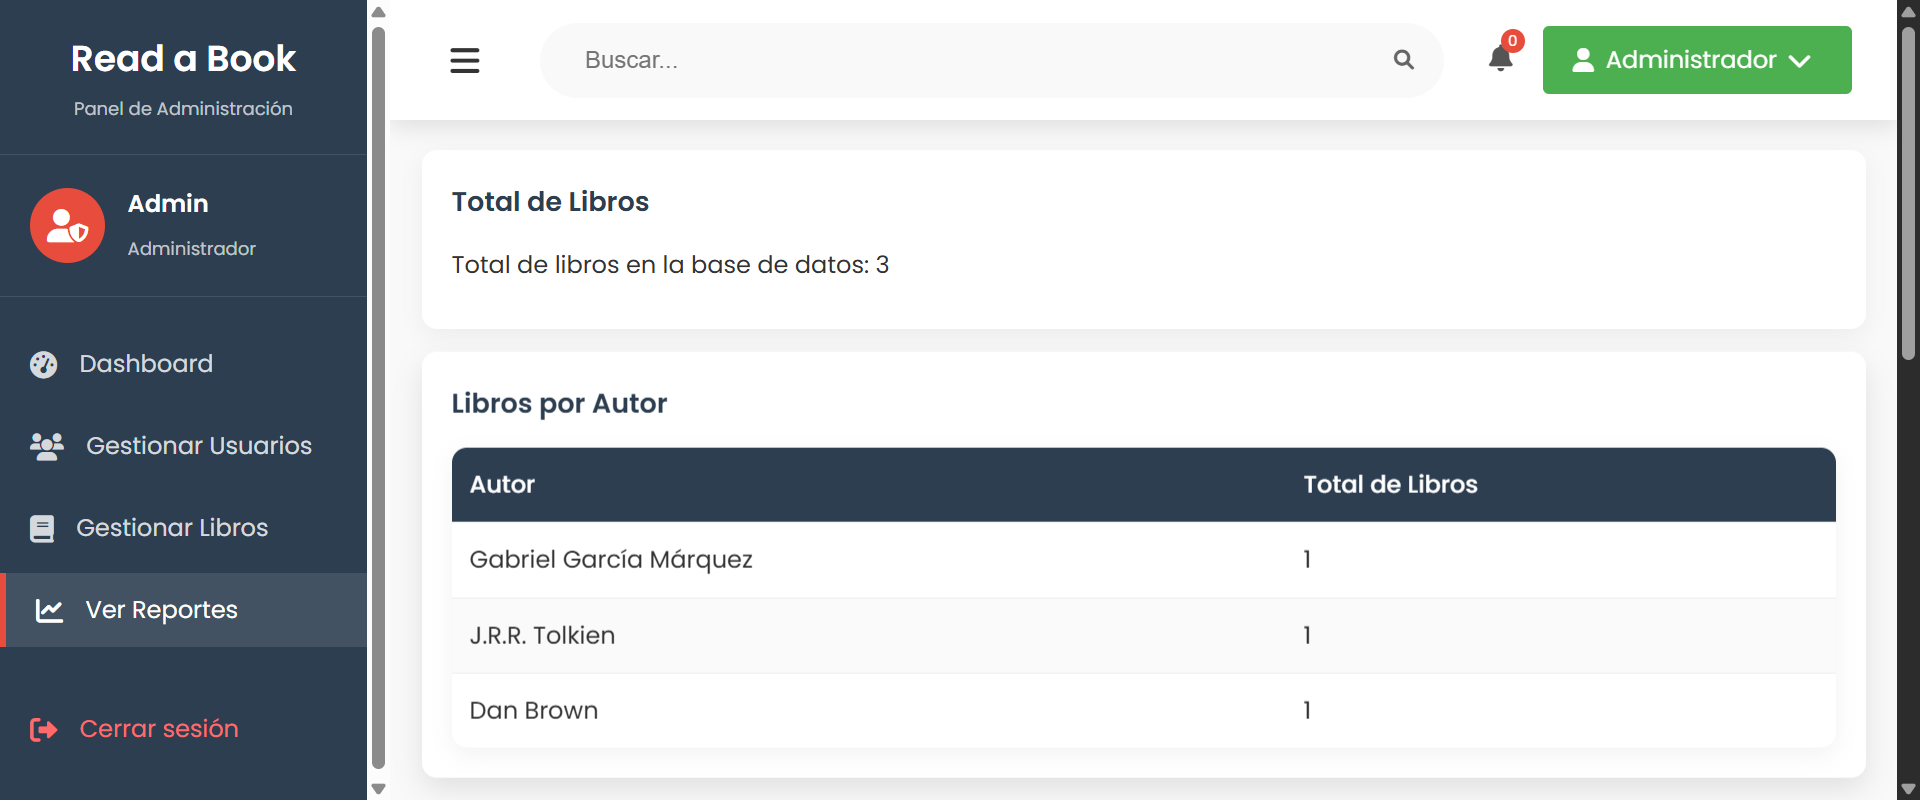 Read a Book
Panel de Administración
Admin
Administrador
Dashboard
Gestionar Usuarios
Gestionar Libros
Ver Reportes
Cerrar sesión
Buscar...
0
Administrador
Total de Libros
Total de libros en la base de datos: 3
Libros por Autor
Autor Total de Libros
Gabriel García Márquez 1
J.R.R. Tolkien 1
Dan Brown 1